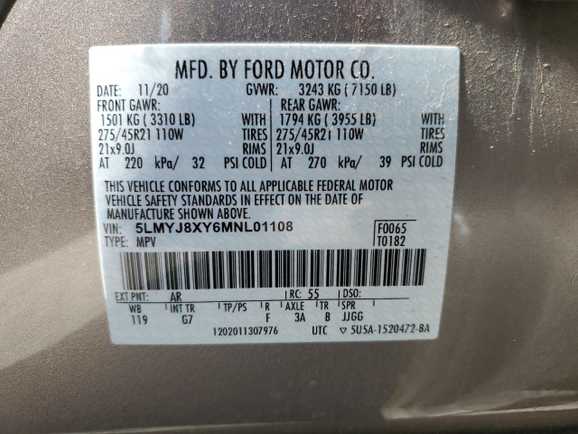 MFD. BY FORD MOTOR CO.
DATE: 11/20 GVWR: 3243 KG ( 7150 LB)
FRONT GAWR: REAR GAWR:
1501 KG ( 3310 LB) WITH 1794 KG ( 3955 LB) WITH
275/45R21 110W TIRES 275/45R21 110W TIRES
21x9.0J RIMS 21x9.0J RIMS
AT 220 kPa/ 32 PSI COLD AT 270 kPa/ 39 PSI COLD
THIS VEHICLE CONFORMS TO ALL APPLICABLE FEDERAL MOTOR
VEHICLE SAFETY STANDARDS IN EFFECT ON THE DATE OF
MANUFACTURE SHOWN ABOVE.
VIN: 5LMYJ8XY6MNL01108 F0065
TYPE: MPV T0182
EXT PNT: AR RC: 55 DSO:
WB INT TR TP/PS R AXLE TR SPR
119 G7 F 3A B JJGG
1202011307976 UTC ▽ 5U5A-1520472-BA